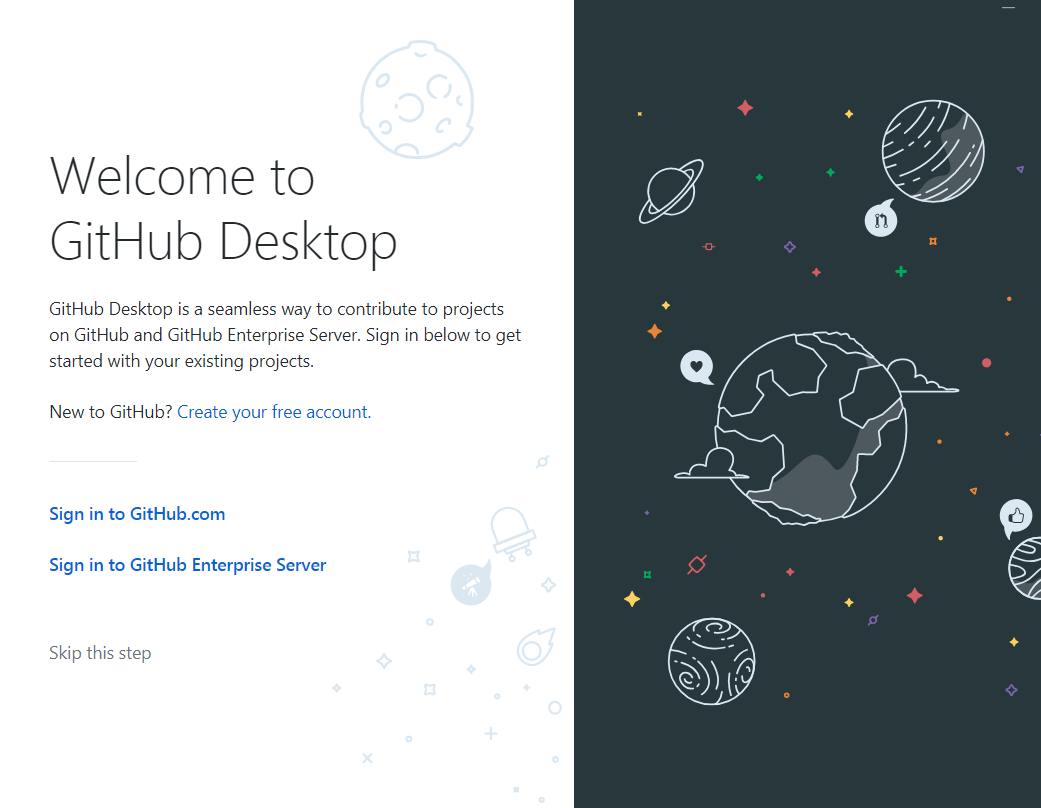 Welcome to
GitHub Desktop
GitHub Desktop is a seamless way to contribute to projects
on GitHub and GitHub Enterprise Server. Sign in below to get
started with your existing projects.
New to GitHub? Create your free account.
Sign in to GitHub.com
Sign in to GitHub Enterprise Server
Skip this step